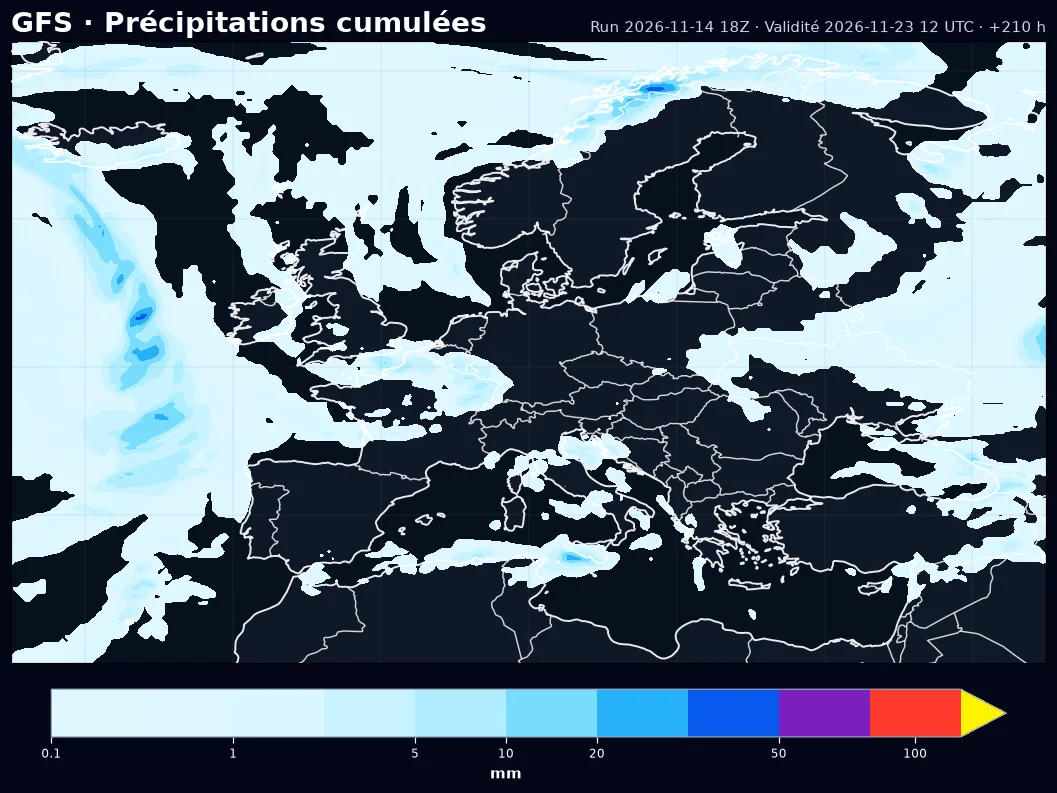 GFS · Précipitations cumulées
Run 2026-11-14 18Z · Validité 2026-11-23 12 UTC · +210 h
0.1 1 5 10 20 50 100
mm